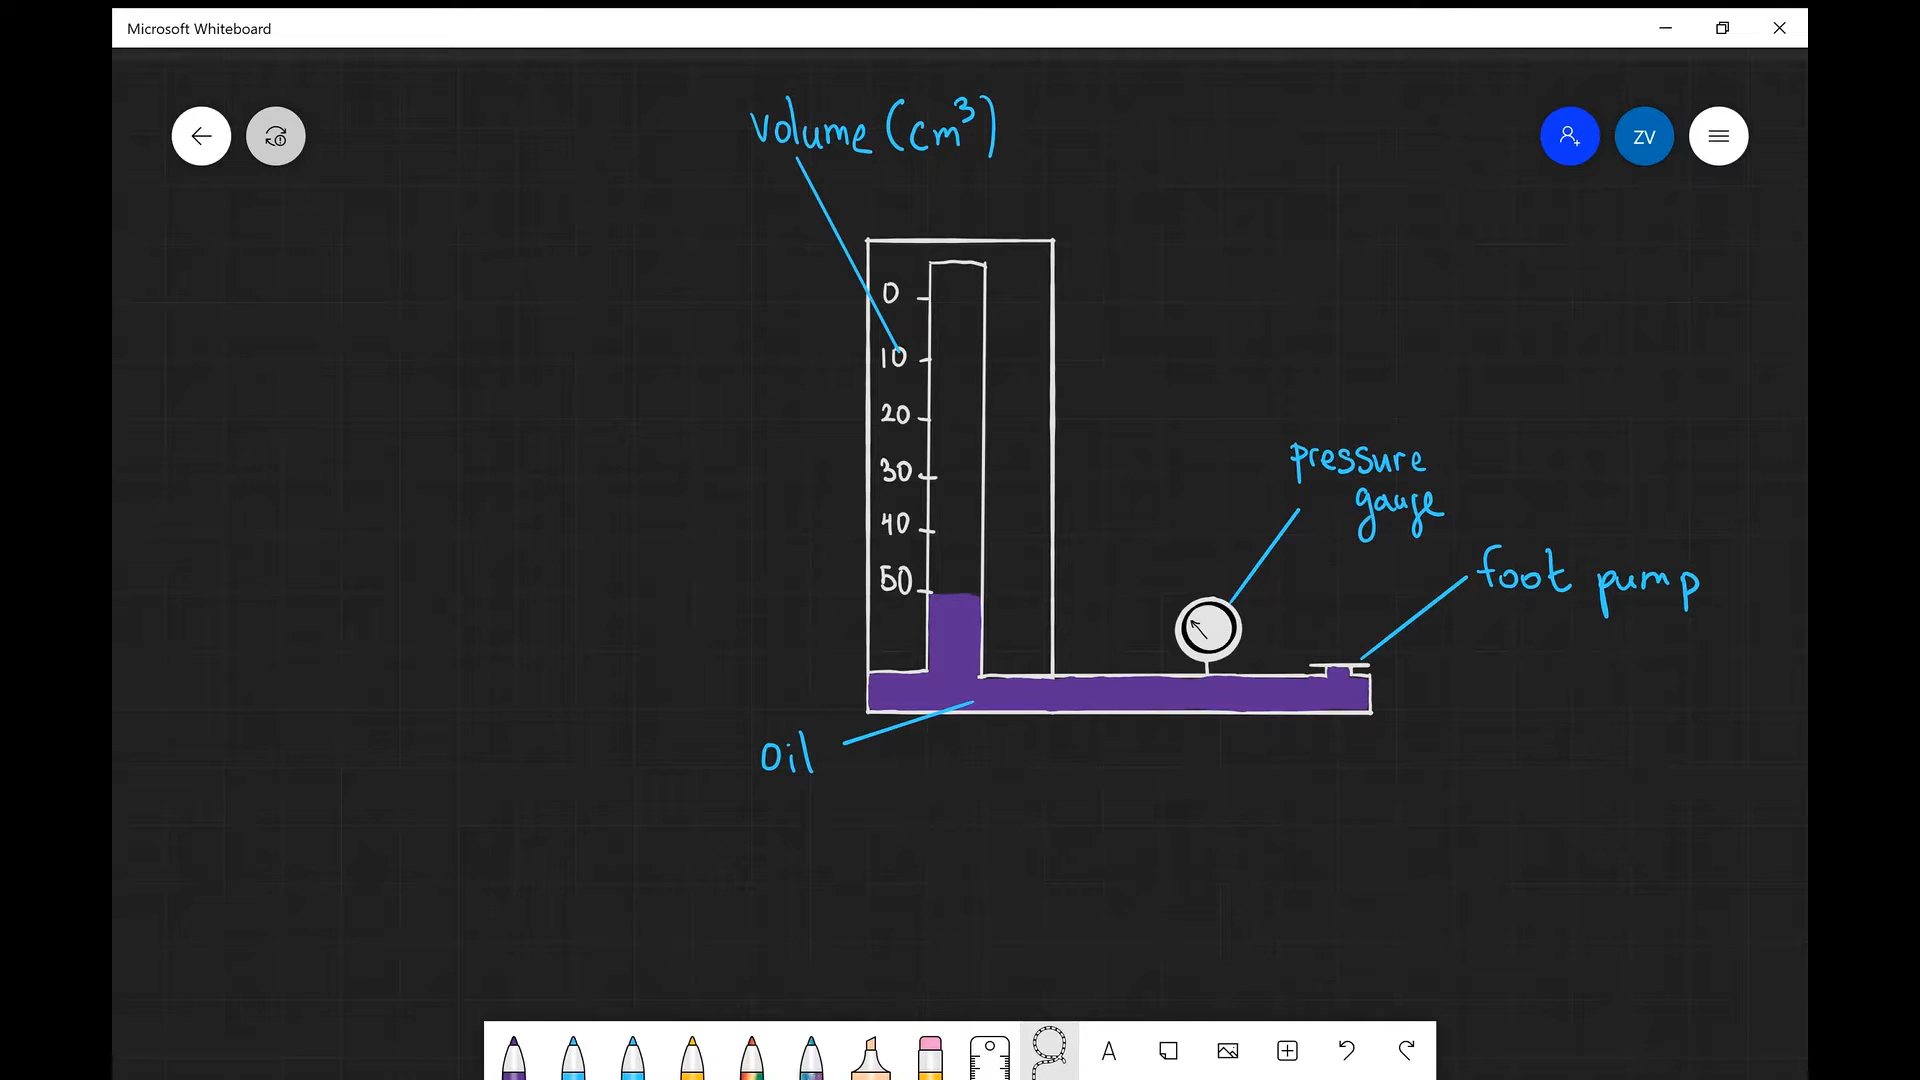 Microsoft Whiteboard
ZV
volume (cm³)
0
10
20
30
40
50
pressure
gauge
foot pump
oil
A